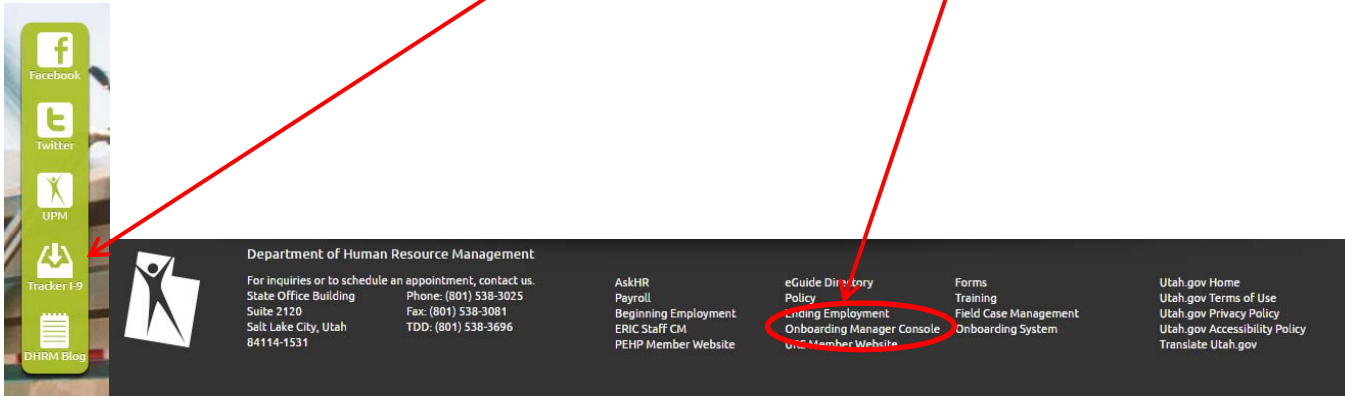 Facebook
Twitter
UPM
Tracker I-9
DHRM Blog
Department of Human Resource Management
For inquiries or to schedule an appointment, contact us.
State Office Building
Suite 2120
Salt Lake City, Utah
84114-1531
Phone: (801) 538-3025
Fax: (801) 538-3081
TDD: (801) 538-3696
AskHR
Payroll
Beginning Employment
ERIC Staff CM
PEHP Member Website
eGuide Directory
Policy
Ending Employment
Onboarding Manager Console
Member Website
Forms
Training
Field Case Management
Onboarding System
Utah.gov Home
Utah.gov Terms of Use
Utah.gov Privacy Policy
Utah.gov Accessibility Policy
Translate Utah.gov